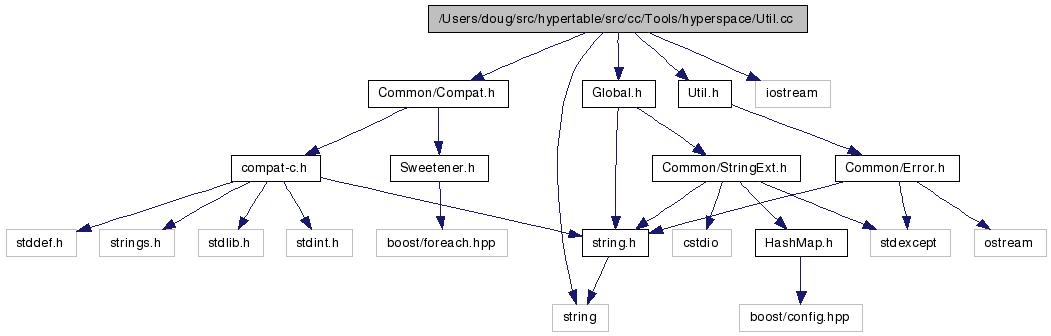 /Users/doug/src/hypertable/src/cc/Tools/hyperspace/Util.cc
Common/Compat.h
Global.h
Util.h
iostream
compat-c.h
Sweetener.h
Common/StringExt.h
Common/Error.h
stddef.h
strings.h
stdlib.h
stdint.h
boost/foreach.hpp
string.h
cstdio
HashMap.h
stdexcept
ostream
string
boost/config.hpp